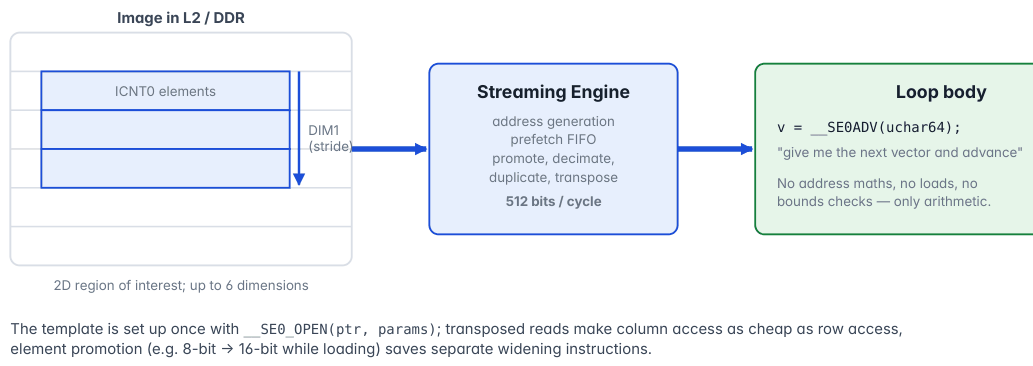 Image in L2 / DDR
ICNT0 elements
DIM1
(stride)
2D region of interest; up to 6 dimensions
Streaming Engine
address generation
prefetch FIFO
promote, decimate,
duplicate, transpose
512 bits / cycle
Loop body
v = __SE0ADV(uchar64);
"give me the next vector and advance"
No address maths, no loads, no
bounds checks — only arithmetic.
The template is set up once with __SE0_OPEN(ptr, params); transposed reads make column access as cheap as row access,
element promotion (e.g. 8-bit → 16-bit while loading) saves separate widening instructions.